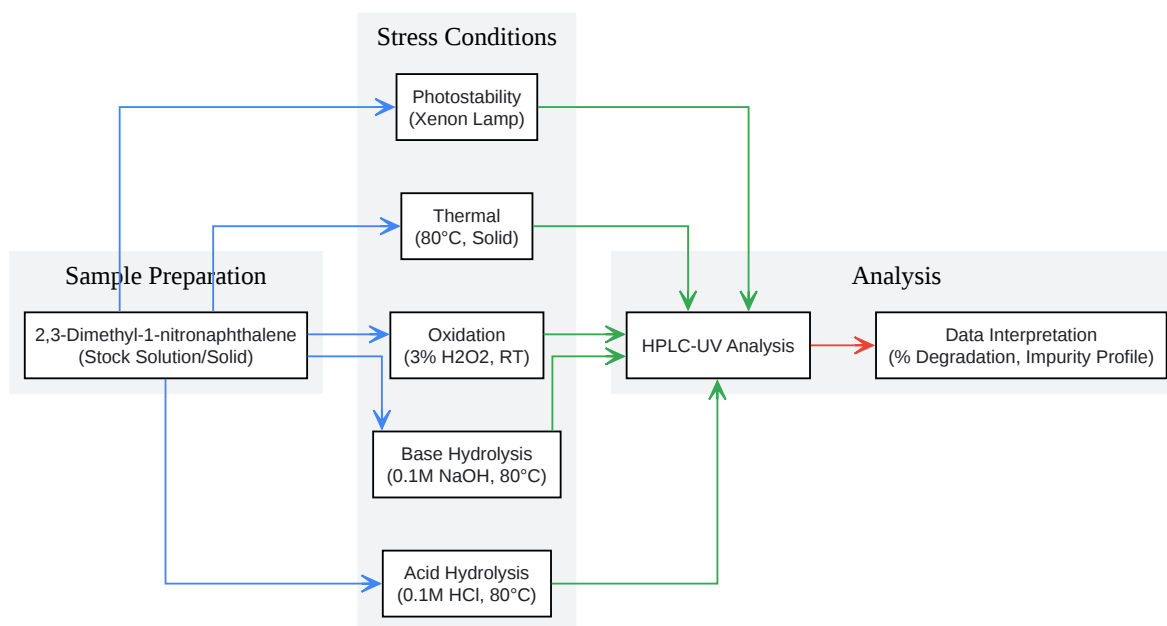 Stress Conditions
Photostability
(Xenon Lamp)
Thermal
(80°C, Solid)
Sample Preparation
Analysis
2,3-Dimethyl-1-nitronaphthalene
(Stock Solution/Solid)
Oxidation
(3% H2O2, RT)
HPLC-UV Analysis
Data Interpretation
(% Degradation, Impurity Profile)
Base Hydrolysis
(0.1M NaOH, 80°C)
Acid Hydrolysis
(0.1M HCl, 80°C)